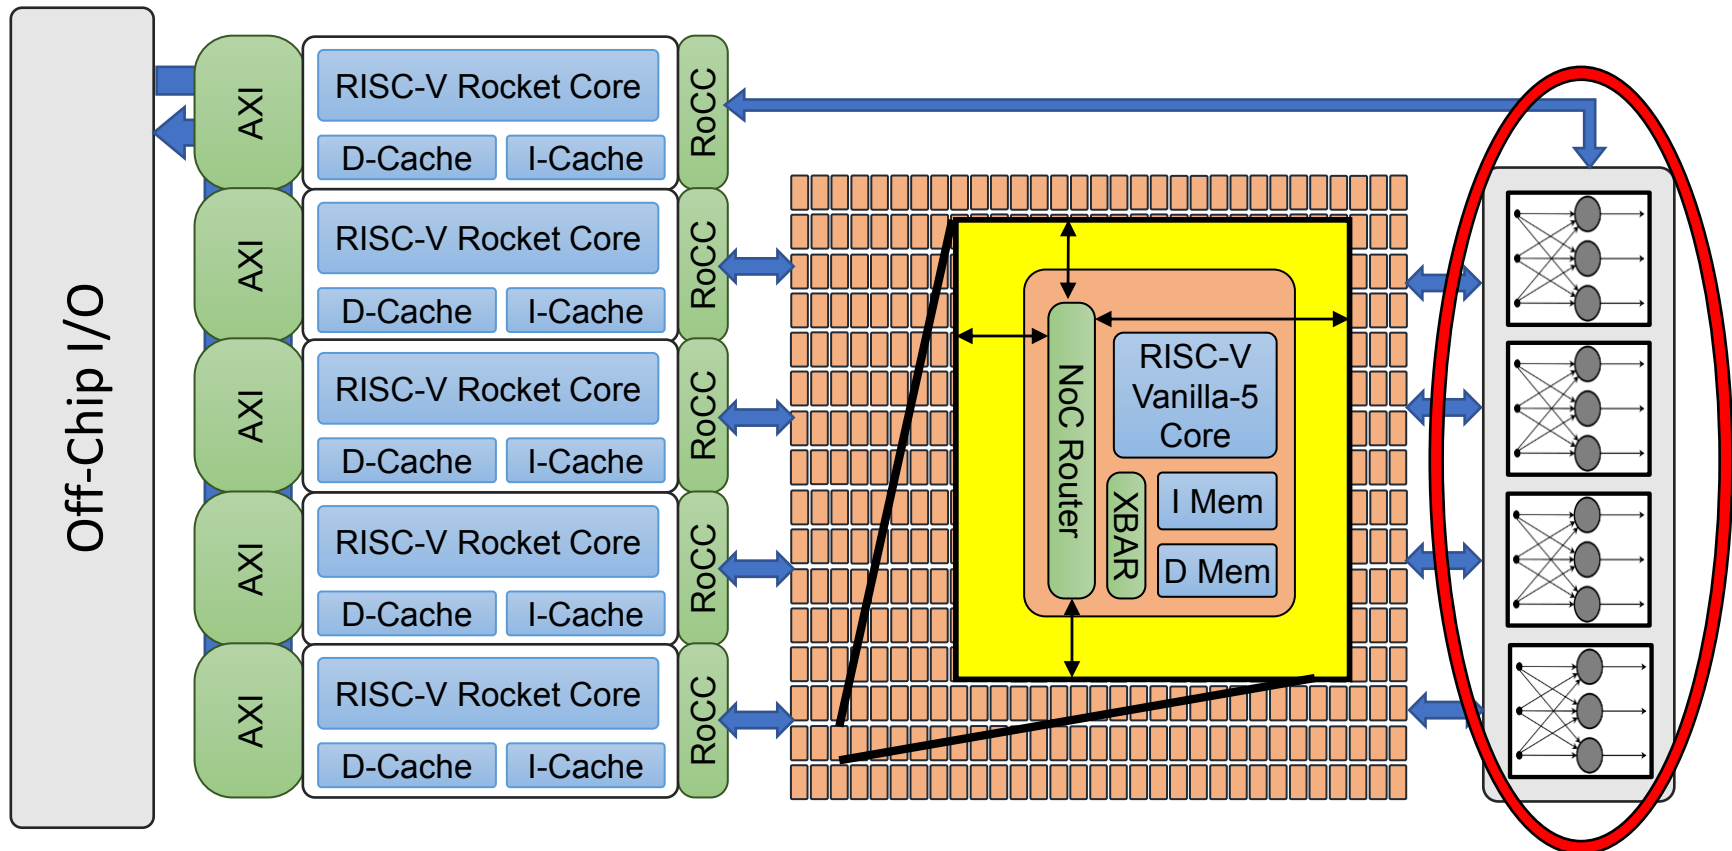 Off-Chip I/O
AXI
RISC-V Rocket Core
D-Cache
I-Cache
RoCC
AXI
RISC-V Rocket Core
D-Cache
I-Cache
RoCC
AXI
RISC-V Rocket Core
D-Cache
I-Cache
RoCC
AXI
RISC-V Rocket Core
D-Cache
I-Cache
RoCC
AXI
RISC-V Rocket Core
D-Cache
I-Cache
RoCC
NoC Router
RISC-V
Vanilla-5
Core
XBAR
I Mem
D Mem